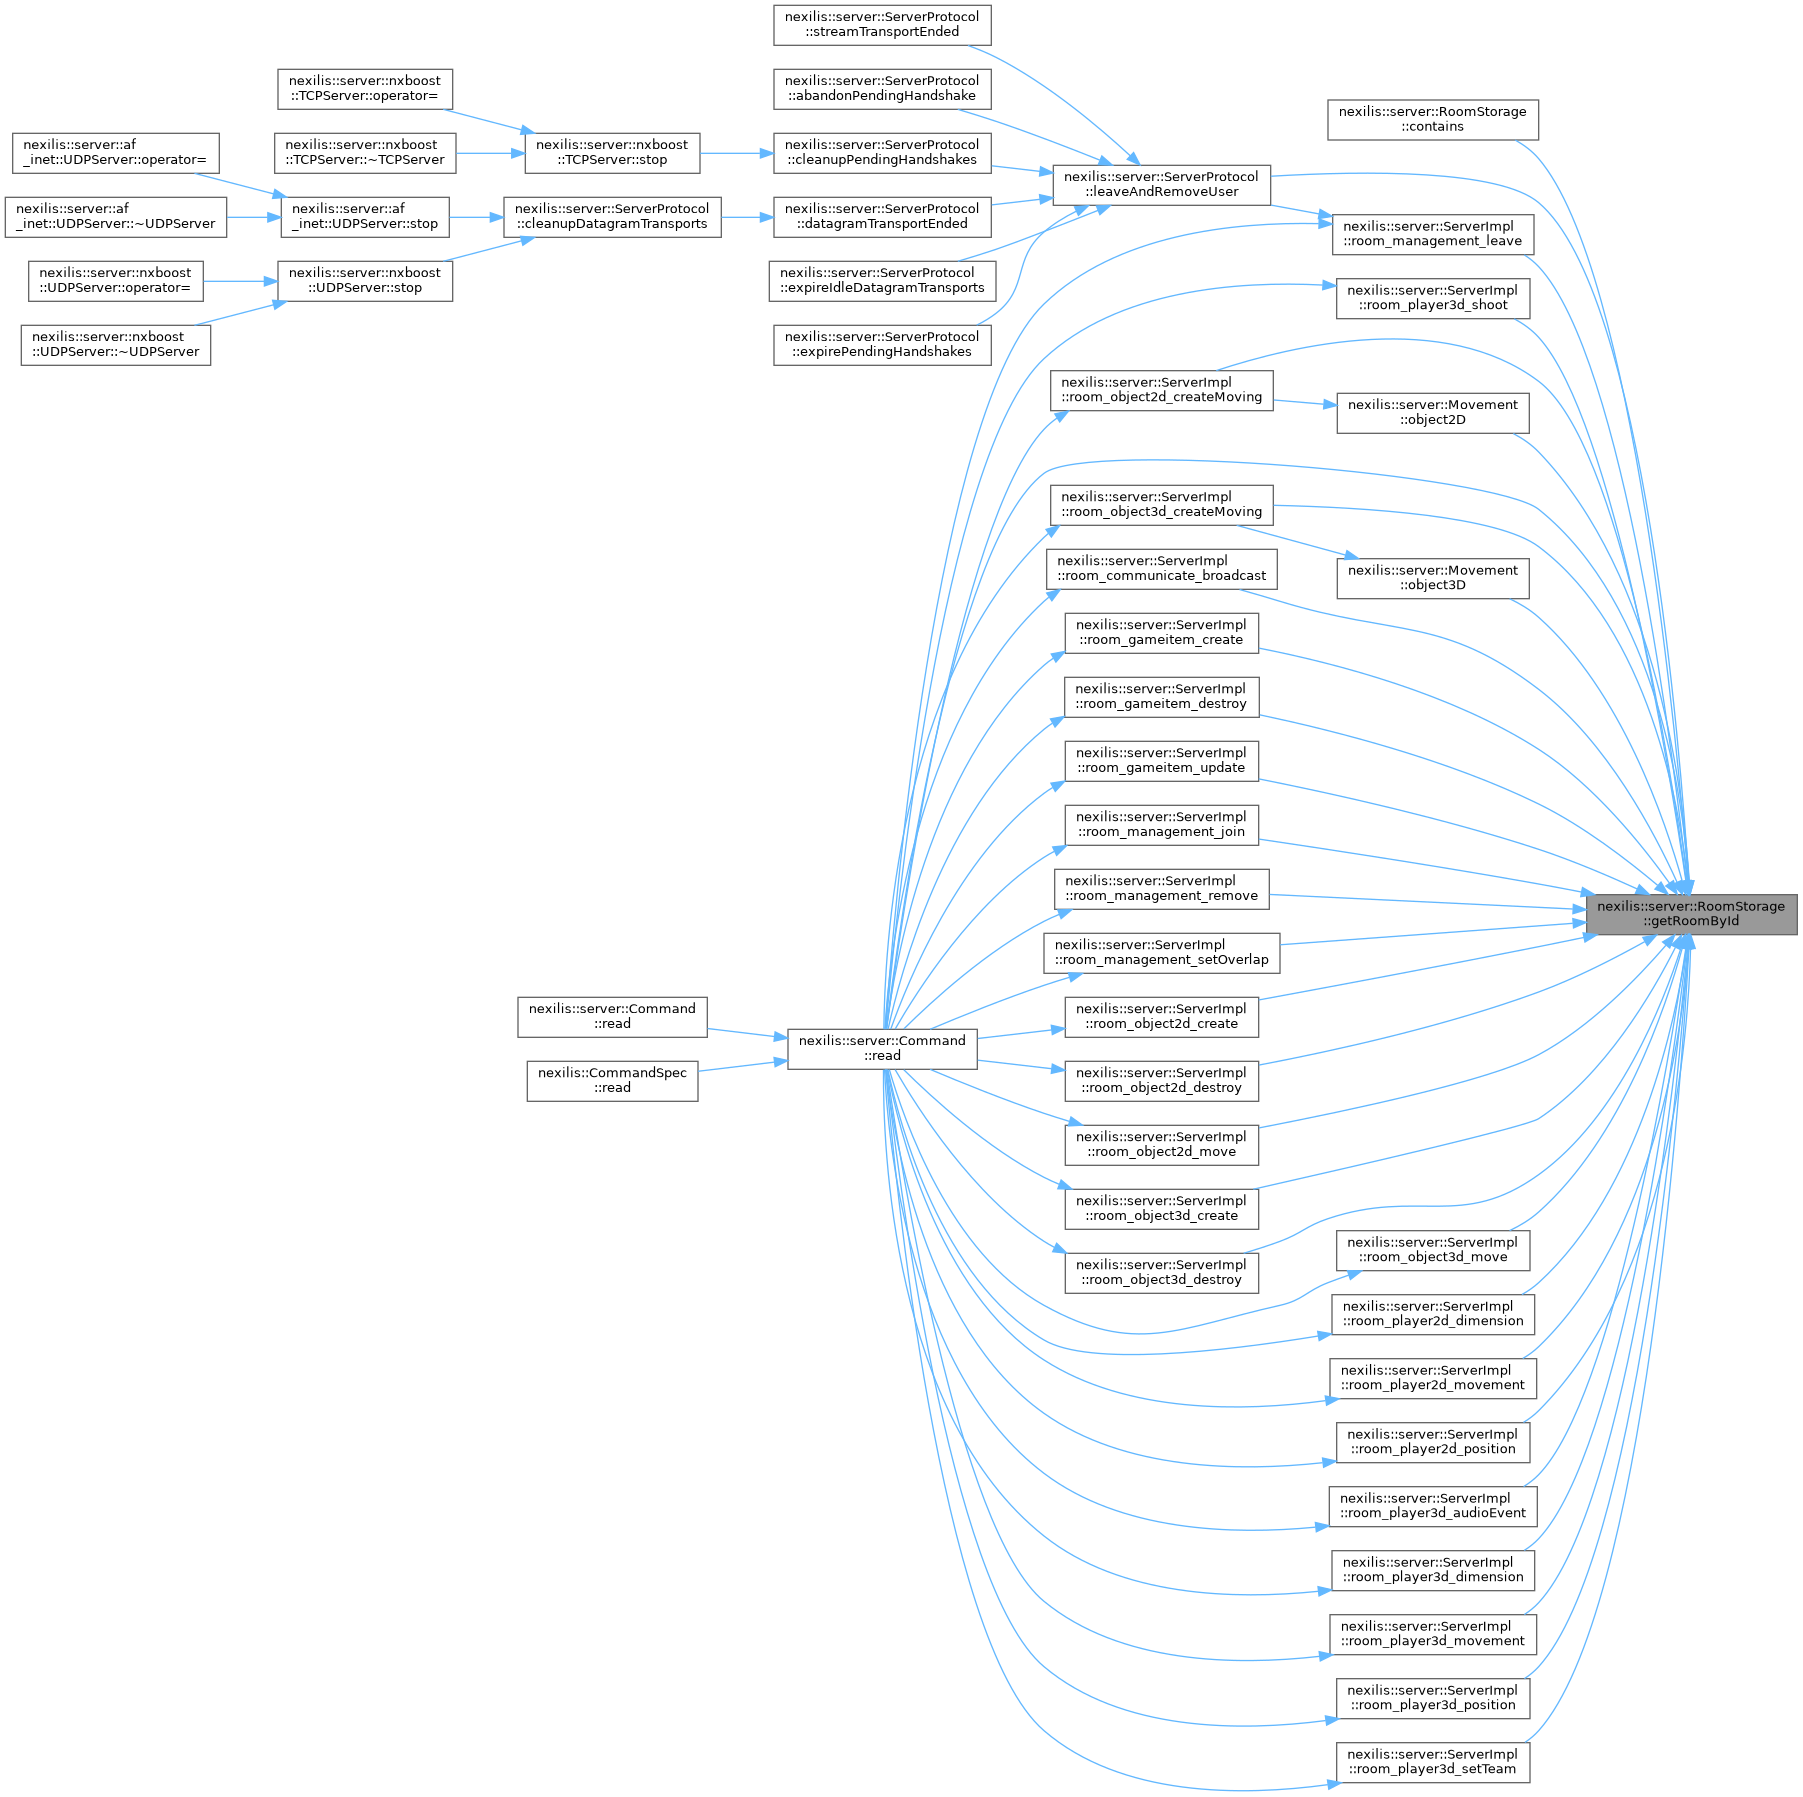 nexilis::server::ServerProtocol
::streamTransportEnded
nexilis::server::nxboost
::TCPServer::operator=
nexilis::server::ServerProtocol
::abandonPendingHandshake
nexilis::server::RoomStorage
::contains
nexilis::server::af
_inet::UDPServer::operator=
nexilis::server::nxboost
::TCPServer::~TCPServer
nexilis::server::nxboost
::TCPServer::stop
nexilis::server::ServerProtocol
::cleanupPendingHandshakes
nexilis::server::ServerProtocol
::leaveAndRemoveUser
nexilis::server::af
_inet::UDPServer::~UDPServer
nexilis::server::af
_inet::UDPServer::stop
nexilis::server::ServerProtocol
::cleanupDatagramTransports
nexilis::server::ServerProtocol
::datagramTransportEnded
nexilis::server::ServerImpl
::room_management_leave
nexilis::server::nxboost
::UDPServer::operator=
nexilis::server::nxboost
::UDPServer::stop
nexilis::server::ServerProtocol
::expireIdleDatagramTransports
nexilis::server::ServerImpl
::room_player3d_shoot
nexilis::server::nxboost
::UDPServer::~UDPServer
nexilis::server::ServerProtocol
::expirePendingHandshakes
nexilis::server::ServerImpl
::room_object2d_createMoving
nexilis::server::Movement
::object2D
nexilis::server::ServerImpl
::room_object3d_createMoving
nexilis::server::ServerImpl
::room_communicate_broadcast
nexilis::server::Movement
::object3D
nexilis::server::ServerImpl
::room_gameitem_create
nexilis::server::ServerImpl
::room_gameitem_destroy
nexilis::server::ServerImpl
::room_gameitem_update
nexilis::server::ServerImpl
::room_management_join
nexilis::server::ServerImpl
::room_management_remove
nexilis::server::RoomStorage
::getRoomById
nexilis::server::ServerImpl
::room_management_setOverlap
nexilis::server::Command
::read
nexilis::server::ServerImpl
::room_object2d_create
nexilis::server::Command
::read
nexilis::CommandSpec
::read
nexilis::server::ServerImpl
::room_object2d_destroy
nexilis::server::ServerImpl
::room_object2d_move
nexilis::server::ServerImpl
::room_object3d_create
nexilis::server::ServerImpl
::room_object3d_move
nexilis::server::ServerImpl
::room_object3d_destroy
nexilis::server::ServerImpl
::room_player2d_dimension
nexilis::server::ServerImpl
::room_player2d_movement
nexilis::server::ServerImpl
::room_player2d_position
nexilis::server::ServerImpl
::room_player3d_audioEvent
nexilis::server::ServerImpl
::room_player3d_dimension
nexilis::server::ServerImpl
::room_player3d_movement
nexilis::server::ServerImpl
::room_player3d_position
nexilis::server::ServerImpl
::room_player3d_setTeam